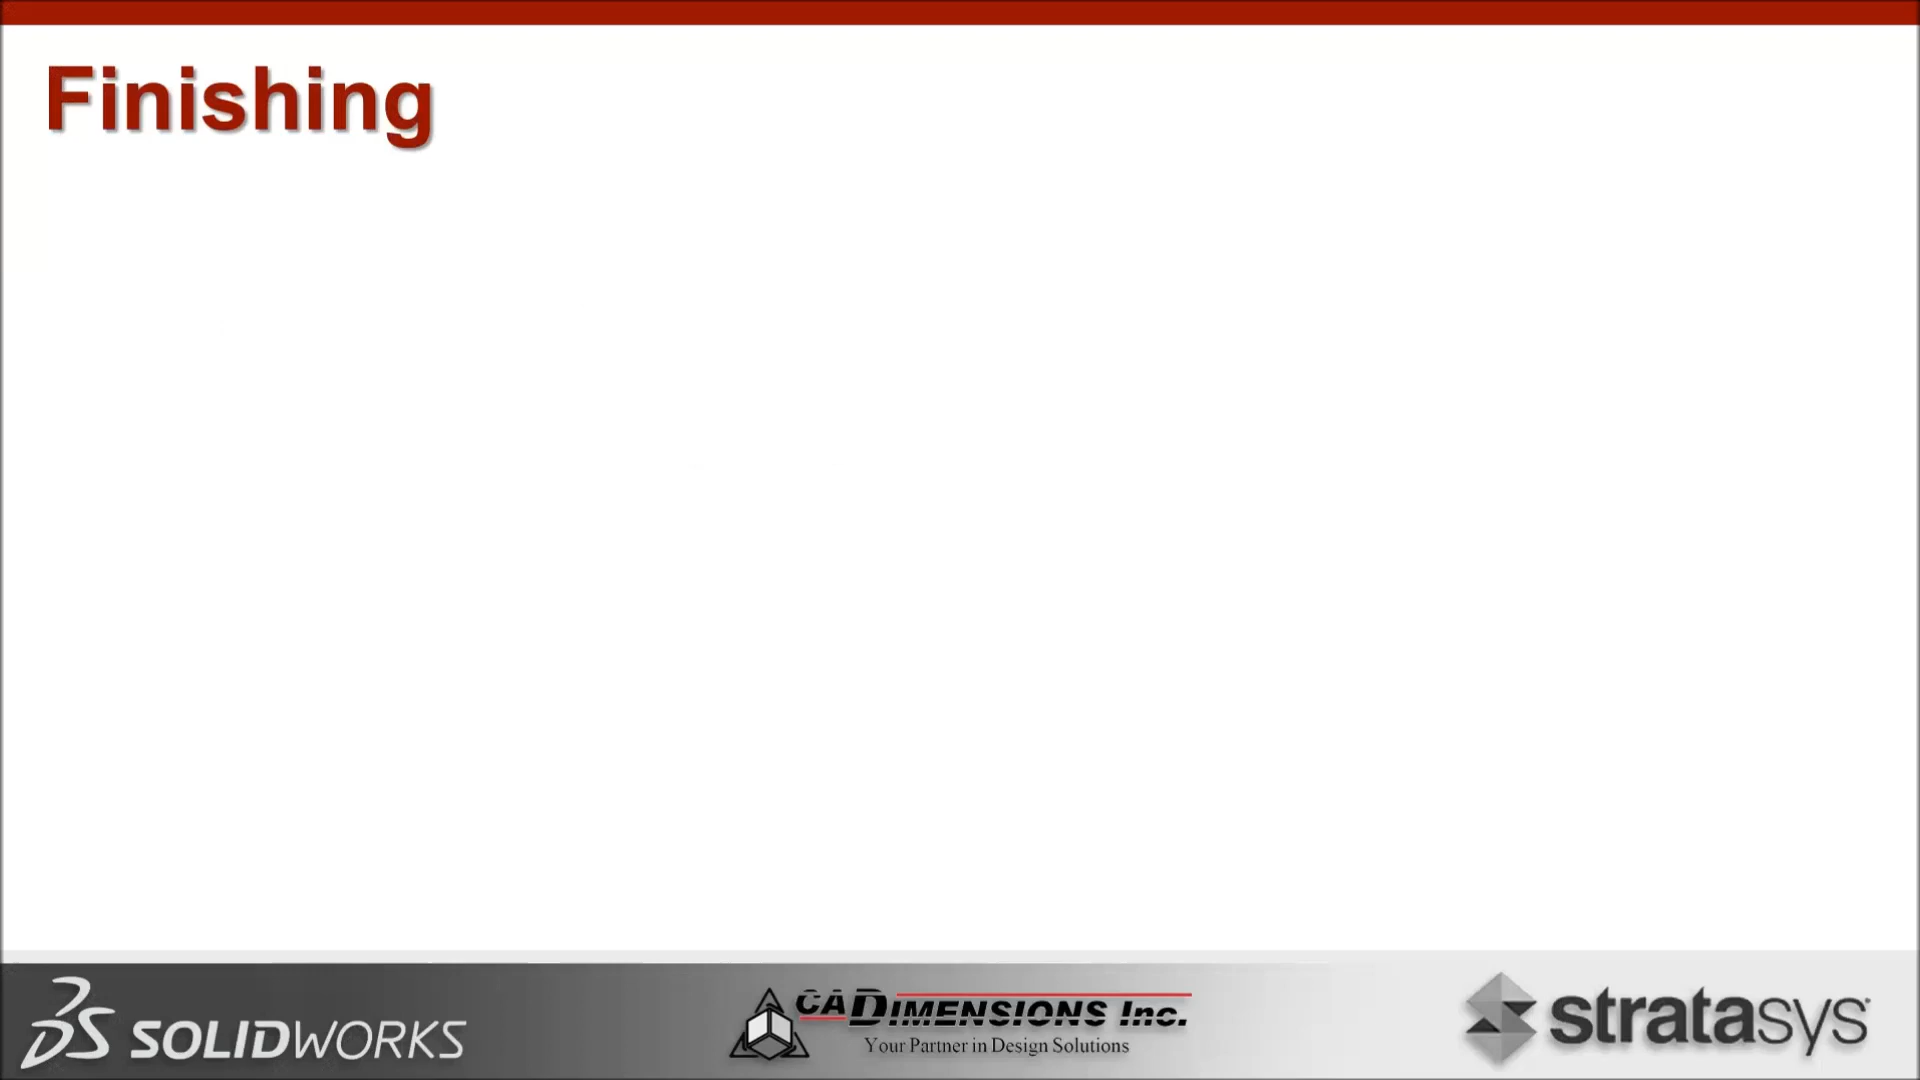 Finishing
SOLIDWORKS
CADIMENSIONS Inc.
Your Partner in Design Solutions
stratasys